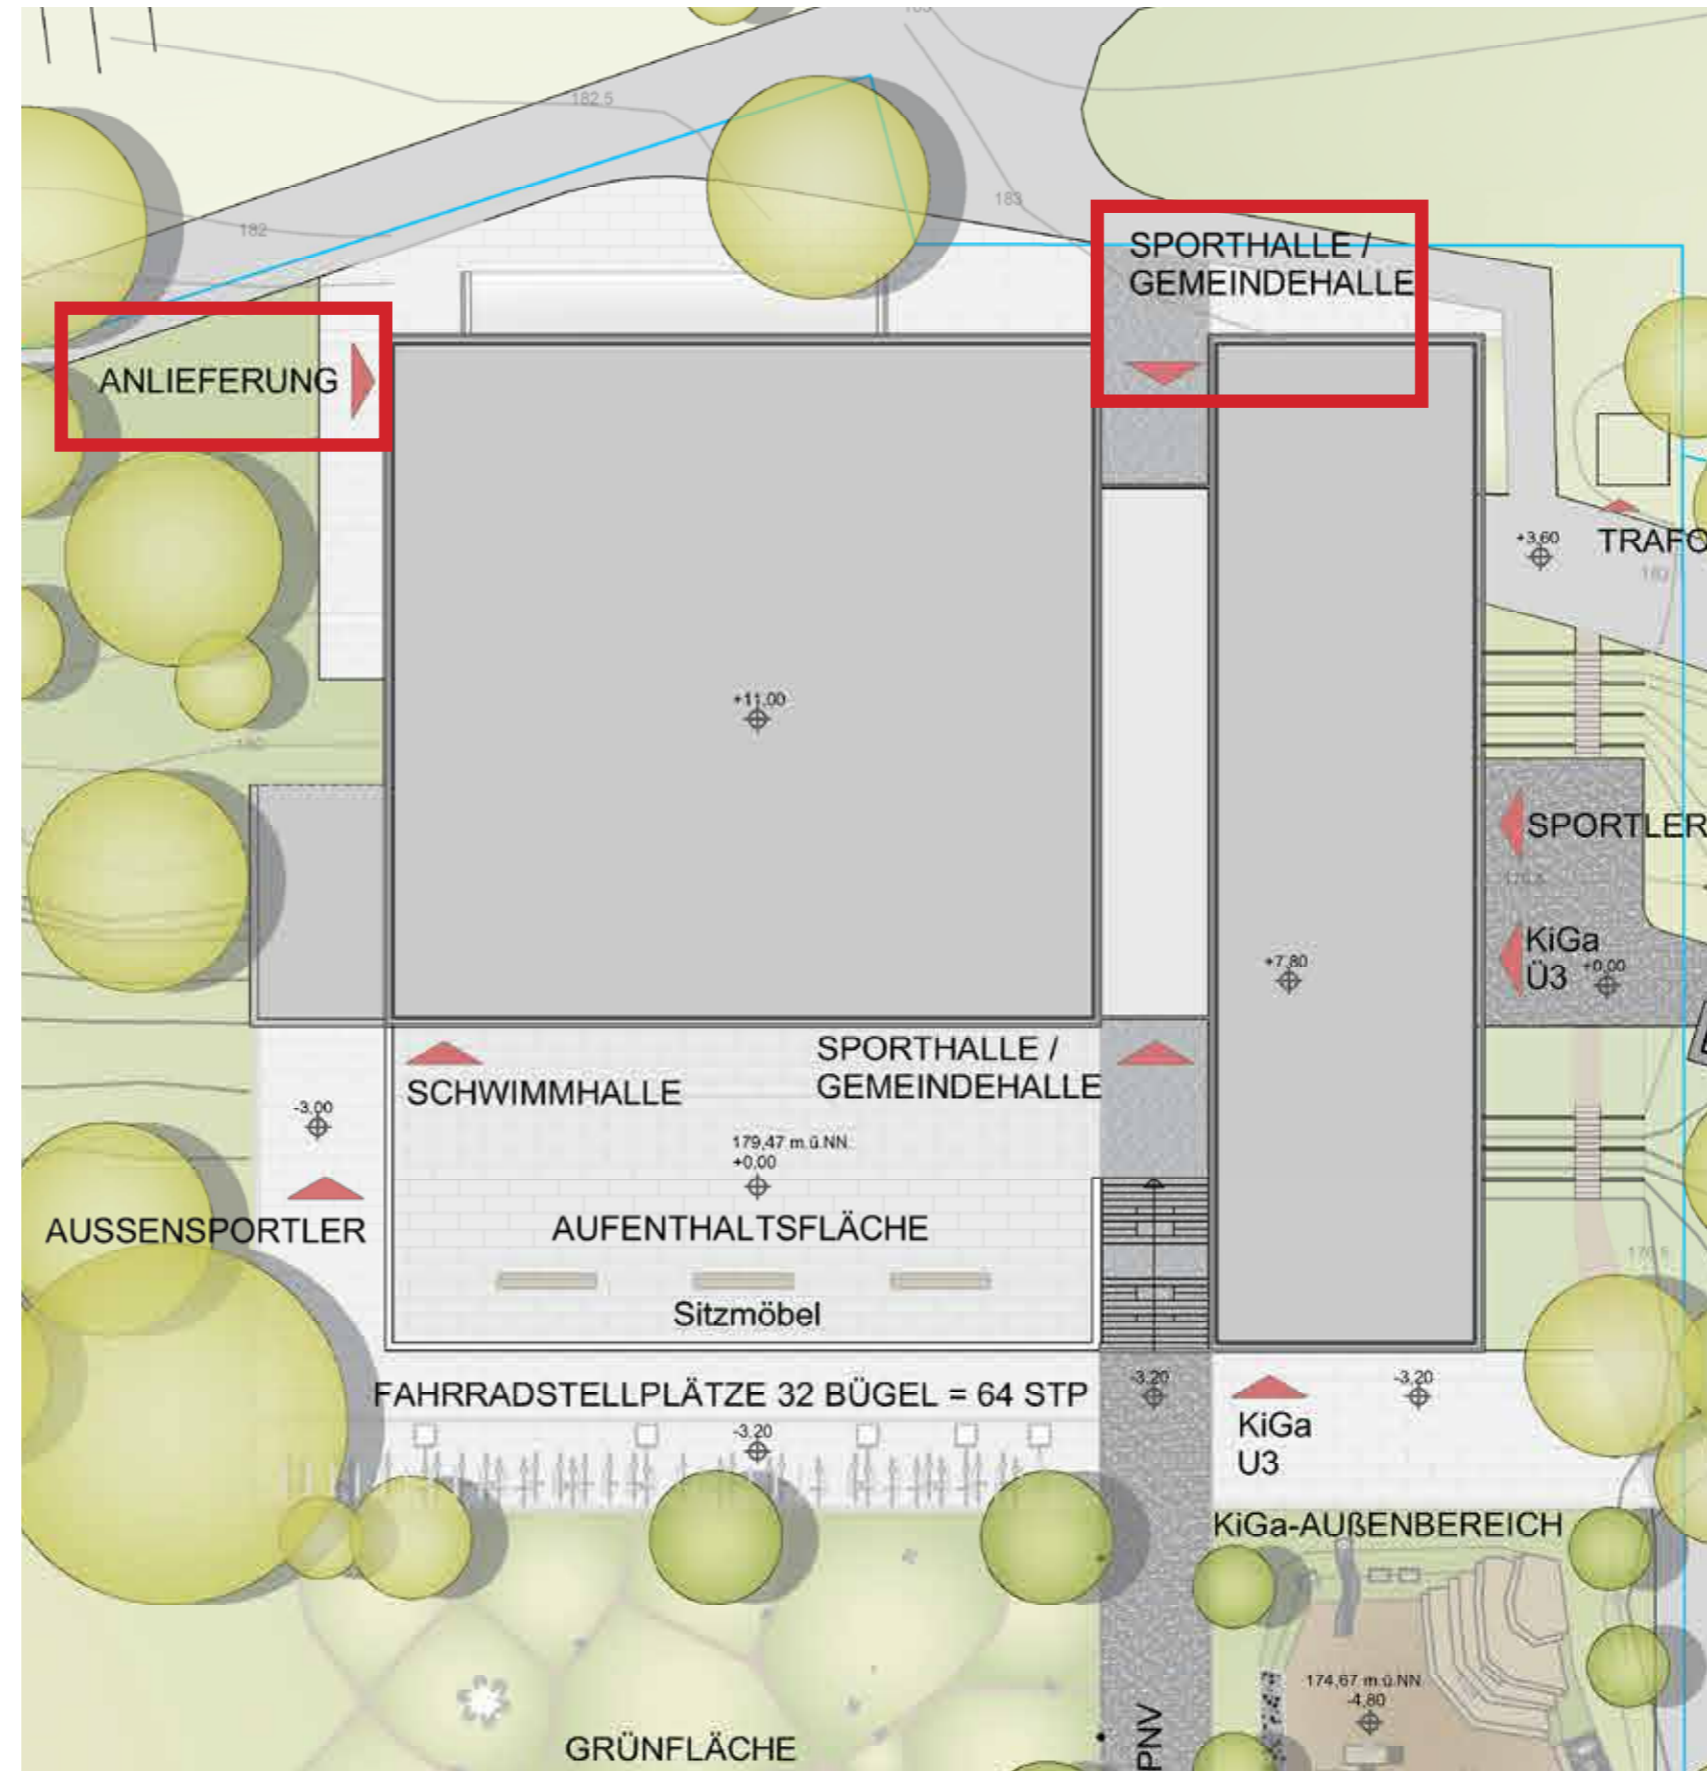 182.5
183
182
SPORTHALLE /
GEMEINDEHALLE
ANLIEFERUNG
+3,60
TRAFO
+11,00
SPORTLER
+7,80
KiGa
Ü3
+0,00
SCHWIMMHALLE
SPORTHALLE /
GEMEINDEHALLE
-3,00
179,47 m.ü.NN.
+0,00
AUSSENSPORTLER
AUFENTHALTSFLÄCHE
Sitzmöbel
FAHRRADSTELLPLÄTZE 32 BÜGEL = 64 STP
-3,20
-3,20
-3,20
KiGa
U3
KiGa-AUßENBEREICH
174,67 m.ü.NN.
-4,80
PNV
GRÜNFLÄCHE